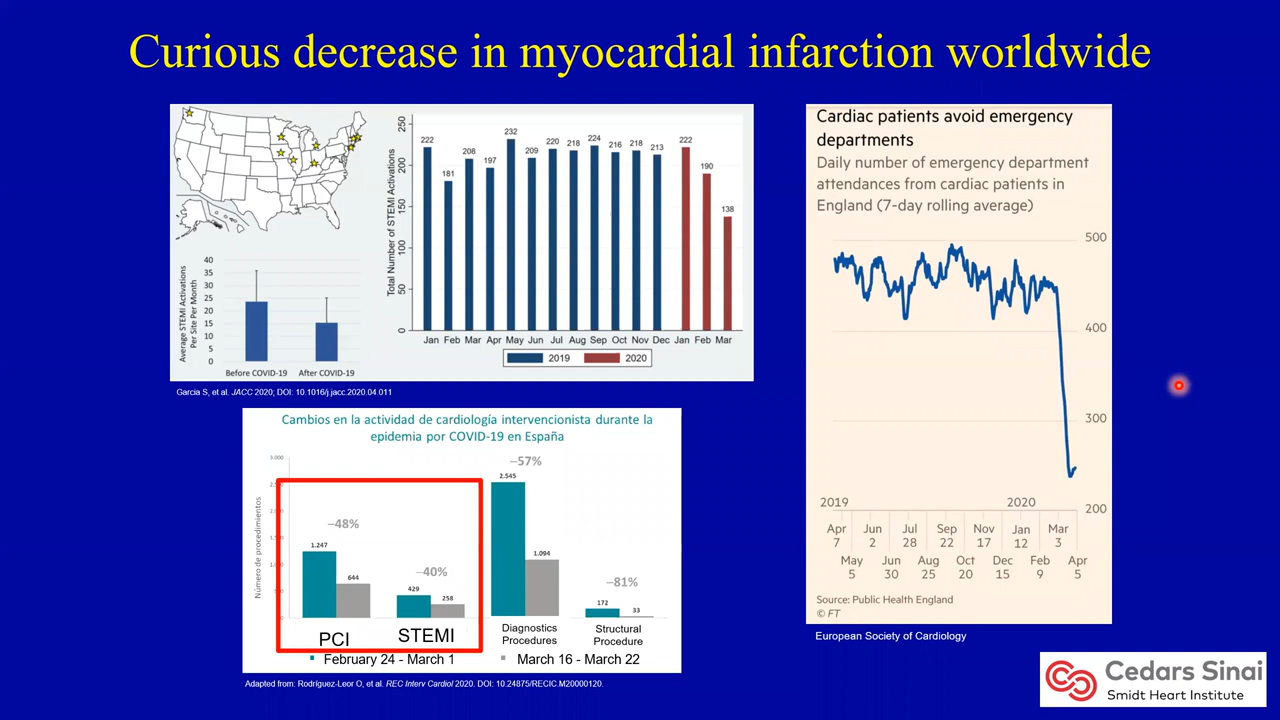 Curious decrease in myocardial infarction worldwide
Average STEMI Activations
Per Site Per Month
40
35
30
25
20
15
10
5
0
Before COVID-19 After COVID-19
Total Number of STEMI Activations
250
200
150
100
50
0
222 181 208 197 232 209 220 218 224 216 218 213 222 190 138
Jan Feb Mar Apr May Jun Jul Aug Sep Oct Nov Dec Jan Feb Mar
2019 2020
Garcia S, et al. JACC 2020; DOI: 10.1016/j.jacc.2020.04.011
Cambios en la actividad de cardiología intervencionista durante la
epidemia por COVID-19 en España
Número de procedimientos
3.000
–48% –40% –57% –81%
1.247 644 429 258 2.545 1.094 172 33
PCI STEMI
Diagnostics
Procedures
Structural
Procedure
February 24 - March 1 March 16 - March 22
Adapted from: Rodríguez-Leor O, et al. REC Interv Cardiol 2020. DOI: 10.24875/RECIC.M20000120.
Cardiac patients avoid emergency
departments
Daily number of emergency department
attendances from cardiac patients in
England (7-day rolling average)
500
400
300
200
2019 2020
Apr 7 Jun 2 Jul 28 Sep 22 Nov 17 Jan 12 Mar 3
May 5 Jun 30 Aug 25 Oct 20 Dec 15 Feb 9 Apr 5
Source: Public Health England
© FT
European Society of Cardiology
Cedars Sinai
Smidt Heart Institute